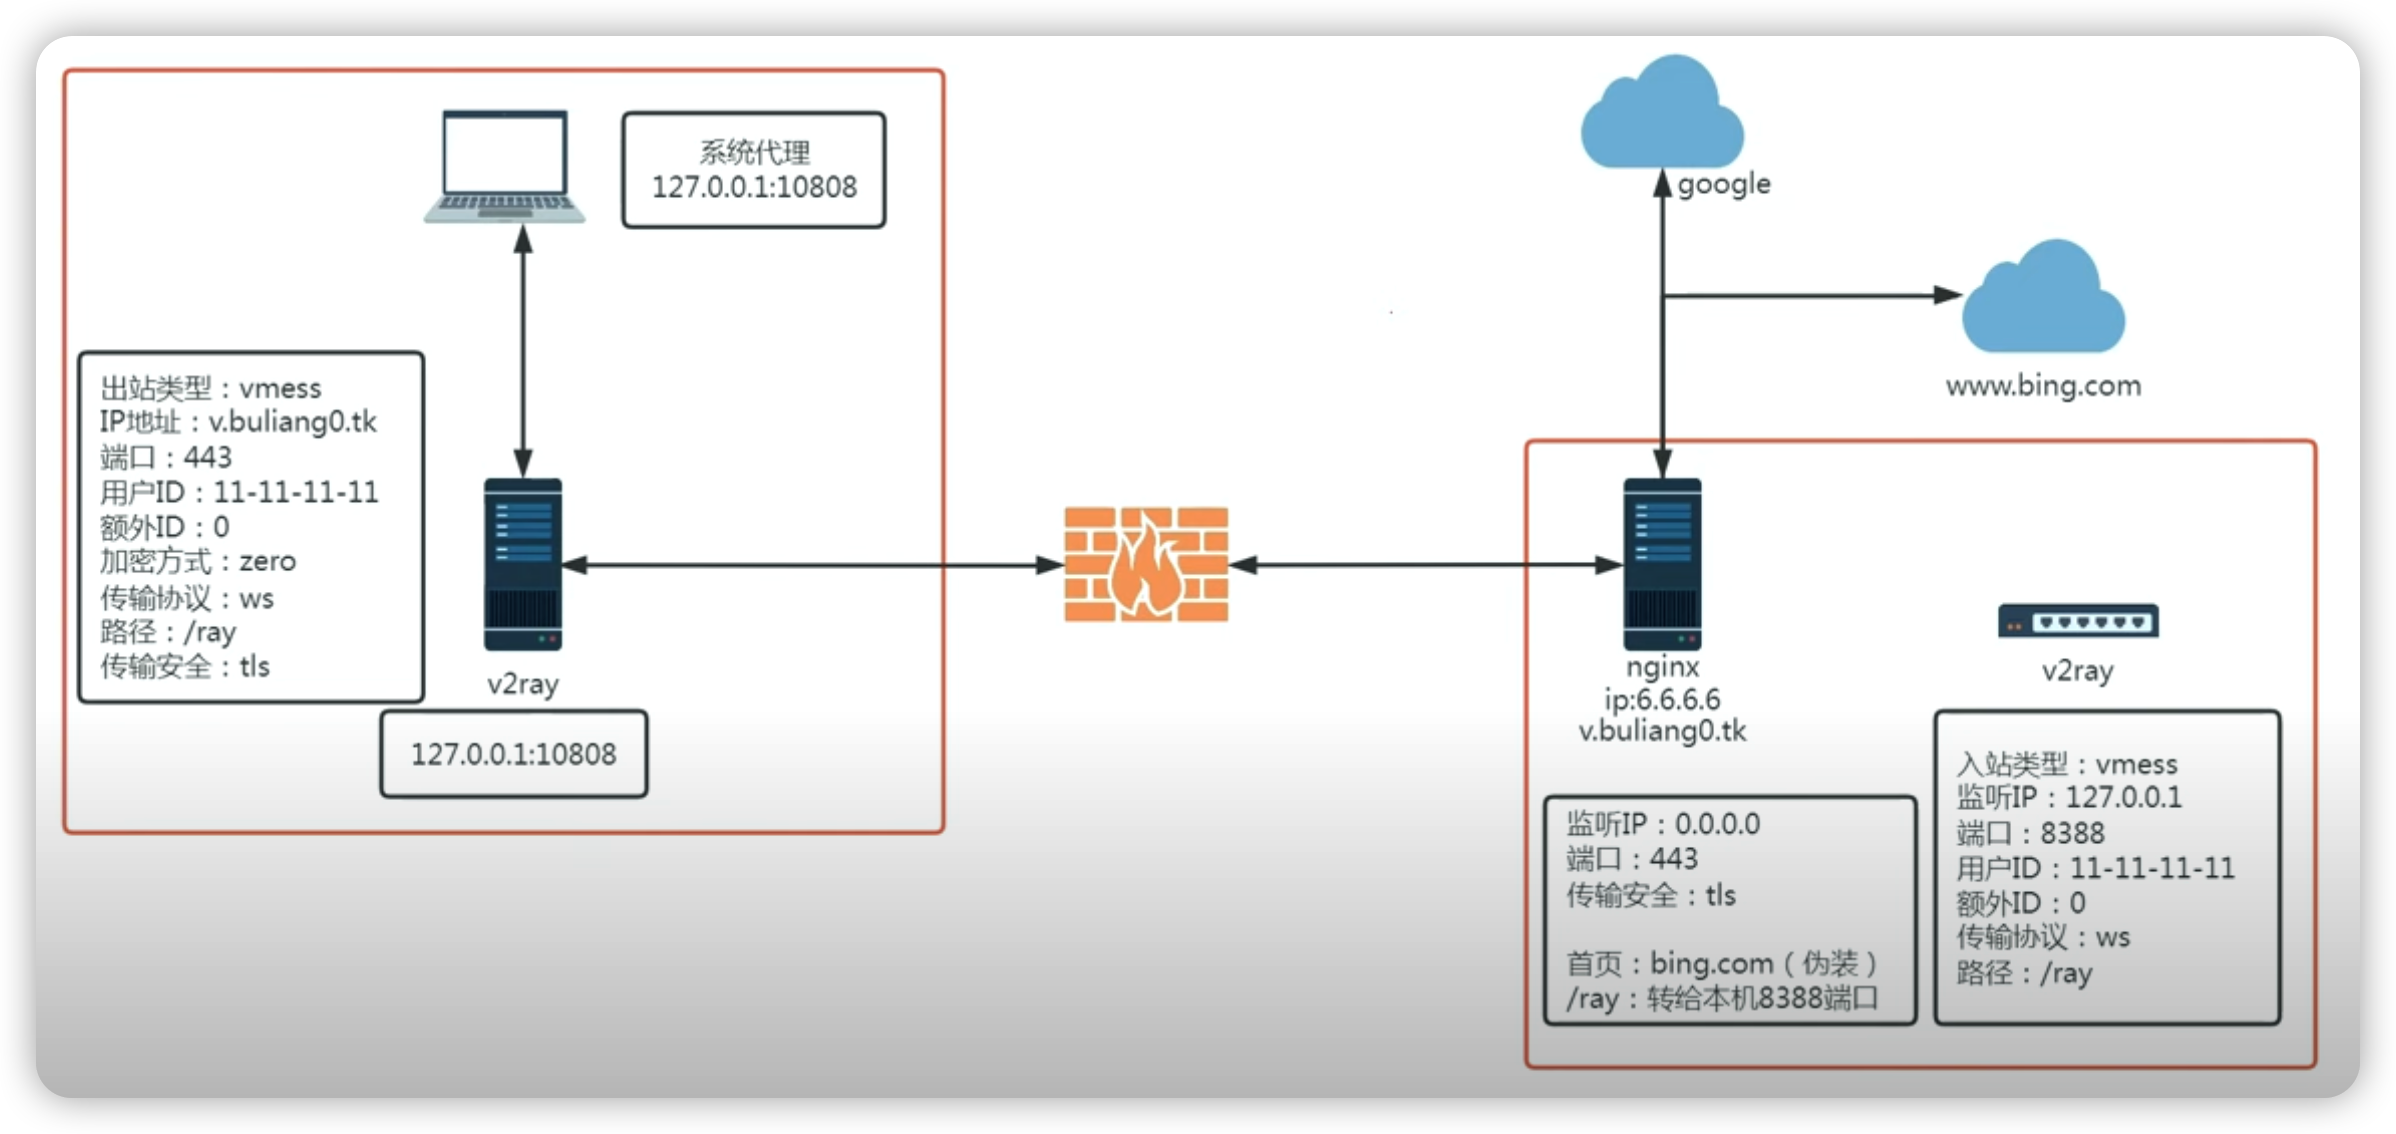 系统代理
127.0.0.1:10808
出站类型：vmess
IP地址：v.buliang0.tk
端口：443
用户ID：11-11-11-11
额外ID：0
加密方式：zero
传输协议：ws
路径：/ray
传输安全：tls
v2ray
127.0.0.1:10808
google
www.bing.com
nginx
ip:6.6.6.6
v.buliang0.tk
监听IP：0.0.0.0
端口：443
传输安全：tls
首页：bing.com（伪装）
/ray：转给本机8388端口
v2ray
入站类型：vmess
监听IP：127.0.0.1
端口：8388
用户ID：11-11-11-11
额外ID：0
传输协议：ws
路径：/ray